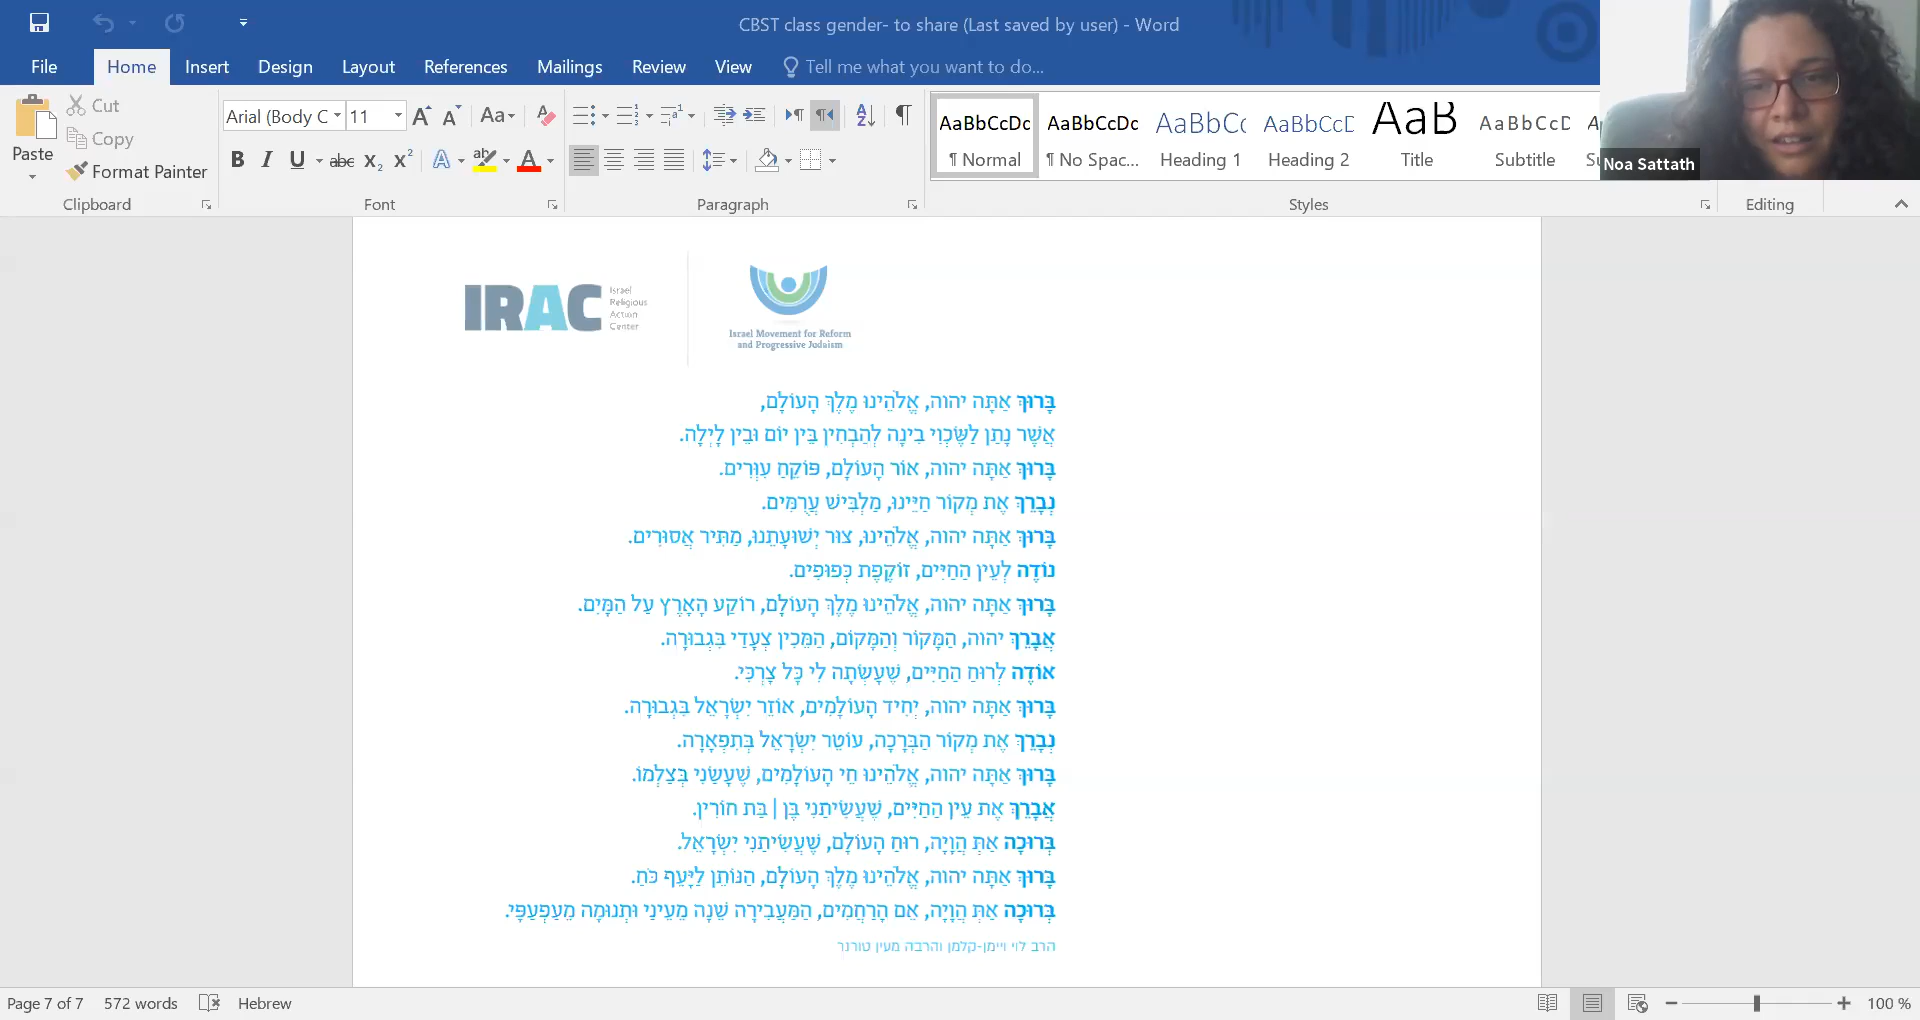 CBST class gender- to share (Last saved by user) - Word
File Home Insert Design Layout References Mailings Review View Tell me what you want to do...
Paste
Cut
Copy
Format Painter
Clipboard
Arial (Body C 11
Font
Paragraph
AaBbCcDc AaBbCcDc AaBbCc AaBbCcD AaB AaBbCcD
¶ Normal ¶ No Spac... Heading 1 Heading 2 Title Subtitle
Styles
Editing
Noa Sattath
IRAC
Israel
Religious
Action
Center
Israel Movement for Reform
and Progressive Judaism
בָּרוּךְ אַתָּה יהוה, אֱלֹהֵינוּ מֶלֶךְ הָעוֹלָם,
אֲשֶׁר נָתַן לַשֶּׂכְוִי בִינָה לְהַבְחִין בֵּין יוֹם וּבֵין לָיְלָה.
בָּרוּךְ אַתָּה יהוה, אוֹר הָעוֹלָם, פּוֹקֵחַ עִוְּרִים.
נְבָרֵךְ אֶת מְקוֹר חַיֵּינוּ, מַלְבִּישׁ עֲרֻמִּים.
בָּרוּךְ אַתָּה יהוה, אֱלֹהֵינוּ, צוּר יְשׁוּעָתֵנוּ, מַתִּיר אֲסוּרִים.
נוֹדֶה לְעֵין הַחַיִּים, זוֹקֶפֶת כְּפוּפִים.
בָּרוּךְ אַתָּה יהוה, אֱלֹהֵינוּ מֶלֶךְ הָעוֹלָם, רוֹקַע הָאָרֶץ עַל הַמָּיִם.
אֲבָרֵךְ יהוה, הַמָּקוֹר וְהַמָּקוֹם, הַמֵּכִין צְעָדַי בִּגְבוּרָה.
אוֹדֶה לְרוּחַ הַחַיִּים, שֶׁעָשְׂתָה לִי כָּל צָרְכִּי.
בָּרוּךְ אַתָּה יהוה, יְחִיד הָעוֹלָמִים, אוֹזֵר יִשְׂרָאֵל בִּגְבוּרָה.
נְבָרֵךְ אֶת מְקוֹר הַבְּרָכָה, עוֹטֵר יִשְׂרָאֵל בְּתִפְאָרָה.
בָּרוּךְ אַתָּה יהוה, אֱלֹהֵינוּ חֵי הָעוֹלָמִים, שֶׁעָשַׂנִי בְּצַלְמוֹ.
אֲבָרֵךְ אֶת עֵין הַחַיִּים, שֶׁעֲשִׂיתַנִי בֶּן | בַּת חוֹרִין.
בְּרוּכָה אַתְּ הֲוָיָה, רוּחַ הָעוֹלָם, שֶׁעֲשִׂיתַנִי יִשְׂרָאֵל.
בָּרוּךְ אַתָּה יהוה, אֱלֹהֵינוּ מֶלֶךְ הָעוֹלָם, הַנּוֹתֵן לַיָּעֵף כֹּחַ.
בְּרוּכָה אַתְּ הֲוָיָה, אֵם הָרַחֲמִים, הַמַּעֲבִירָה שֵׁנָה מֵעֵינַי וּתְנוּמָה מֵעַפְעַפָּי.
הרב לוי ויימן-קלמן והרבה מעין טורנר
Page 7 of 7 572 words Hebrew 100 %